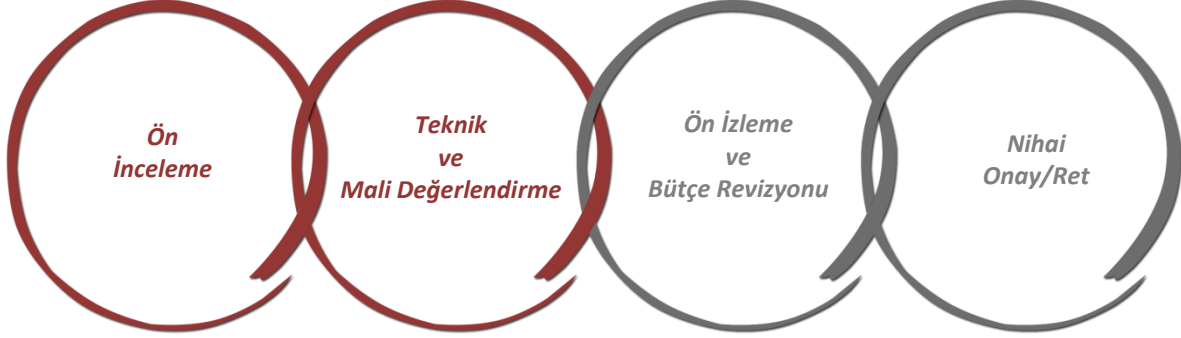 Ön
İnceleme
Teknik
ve
Mali Değerlendirme
Ön İzleme
ve
Bütçe Revizyonu
Nihai
Onay/Ret